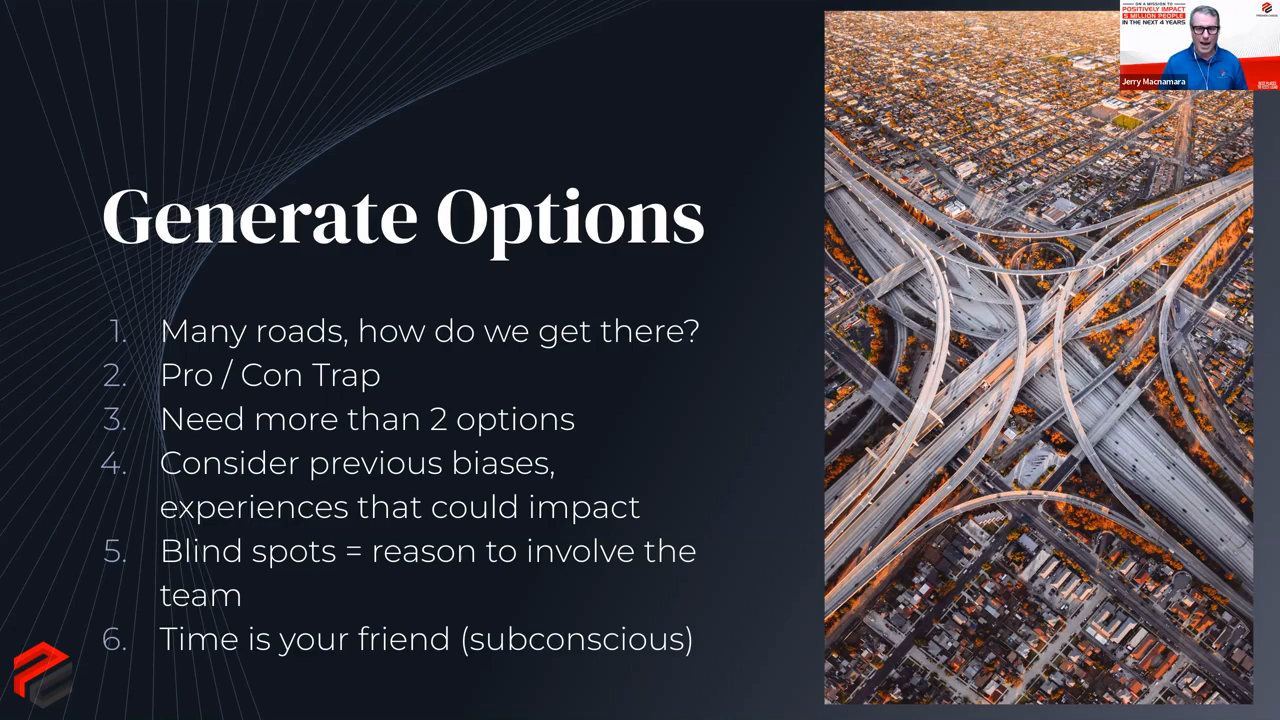 Generate Options
1. Many roads, how do we get there?
2. Pro / Con Trap
3. Need more than 2 options
4. Consider previous biases,
experiences that could impact
5. Blind spots = reason to involve the
team
6. Time is your friend (subconscious)
ON A MISSION TO
POSITIVELY IMPACT
5 MILLION PEOPLE
IN THE NEXT 4 YEARS
Jerry Macnamara